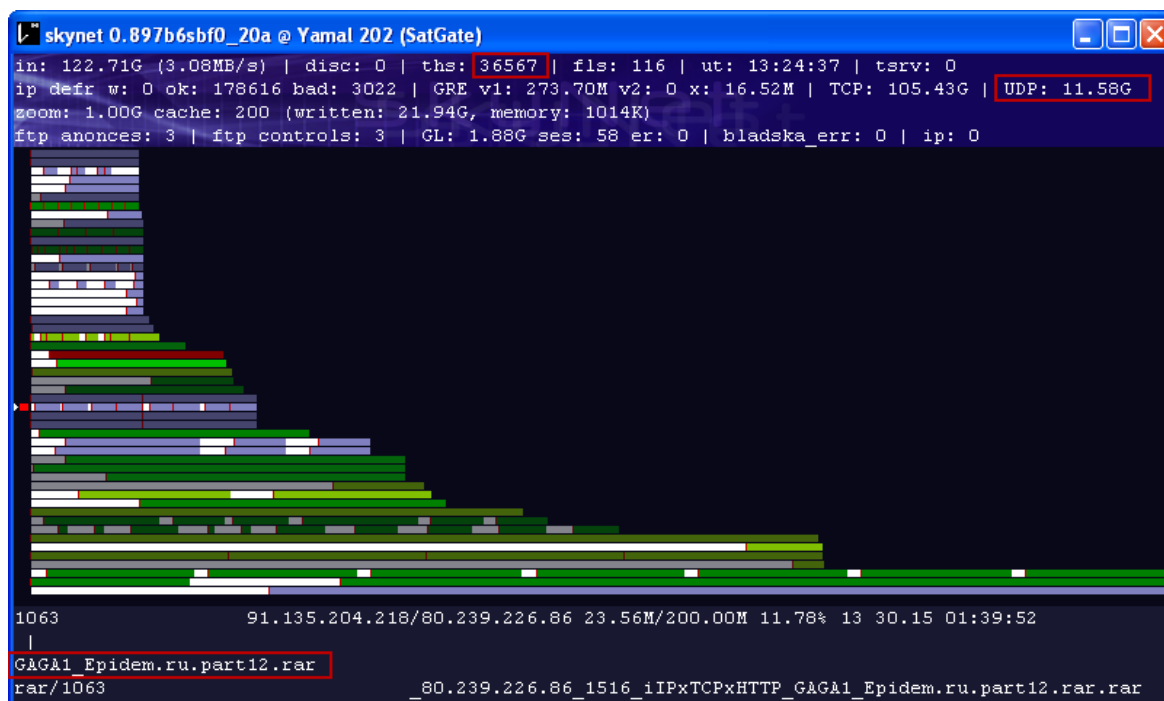 skynet 0.897b6sbf0_20a @ Yamal 202 (SatGate)
in: 122.71G (3.08MB/s) | disc: 0 | ths: 36567 | fls: 116 | ut: 13:24:37 | tsrv: 0
ip defr w: 0 ok: 178616 bad: 3022 | GRE v1: 273.70M v2: 0 x: 16.52M | TCP: 105.43G | UDP: 11.58G
zoom: 1.00G cache: 200 (written: 21.94G, memory: 1014K)
ftp anonces: 3 | ftp controls: 3 | GL: 1.88G ses: 58 er: 0 | bladska_err: 0 | ip: 0
1063 91.135.204.218/80.239.226.86 23.56M/200.00M 11.78% 13 30.15 01:39:52
|
GAGA1_Epidem.ru.part12.rar
rar/1063 _80.239.226.86_1516_iIPxTCPxHTTP_GAGA1_Epidem.ru.part12.rar.rar